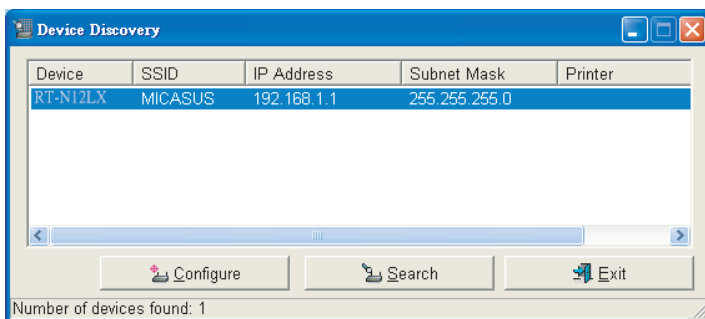 Device Discovery
Device SSID IP Address Subnet Mask Printer
RT-N12LX MICASUS 192.168.1.1 255.255.255.0
Configure Search Exit
Number of devices found: 1